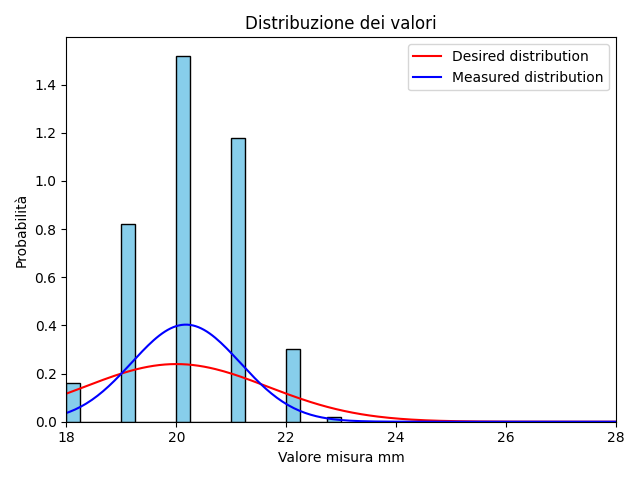 Distribuzione dei valori
Desired distribution
Measured distribution
Probabilità
1.4
1.2
1.0
0.8
0.6
0.4
0.2
0.0
18 20 22 24 26 28
Valore misura mm